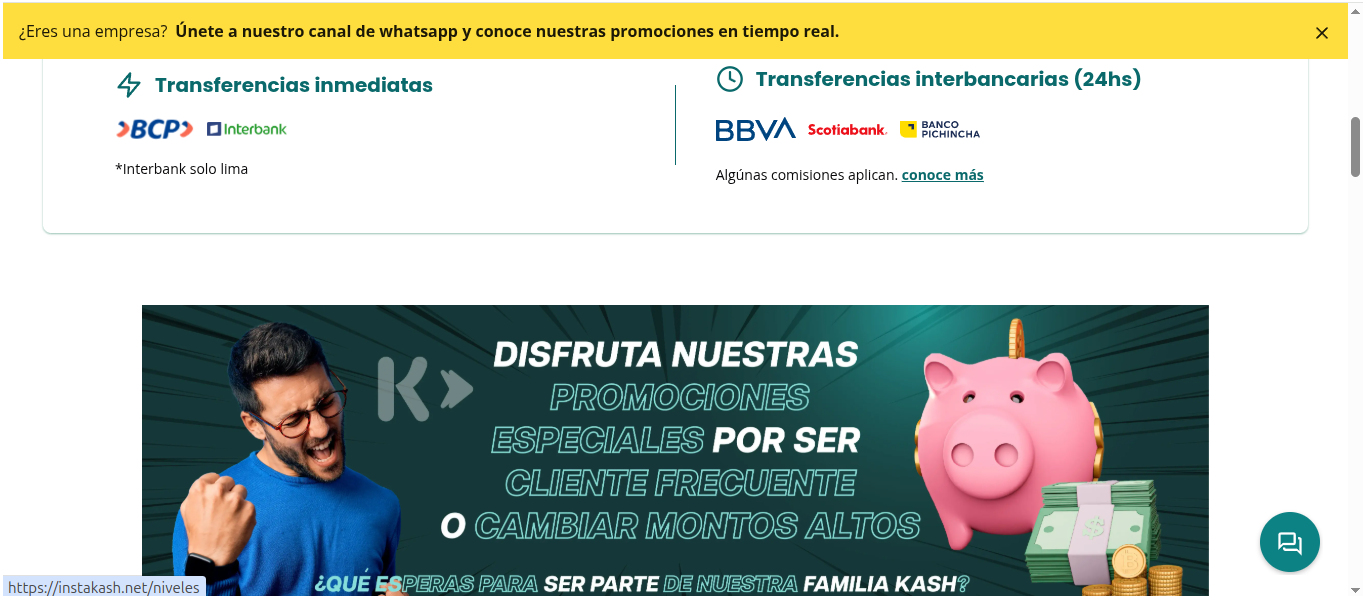 ¿Eres una empresa? Únete a nuestro canal de whatsapp y conoce nuestras promociones en tiempo real.
Transferencias inmediatas
BCP Interbank
*Interbank solo lima
Transferencias interbancarias (24hs)
BBVA Scotiabank. BANCO PICHINCHA
Algúnas comisiones aplican. conoce más
K
DISFRUTA NUESTRAS
PROMOCIONES
ESPECIALES POR SER
CLIENTE FRECUENTE
O CAMBIAR MONTOS ALTOS
¿QUÉ ESPERAS PARA SER PARTE DE NUESTRA FAMILIA KASH?
https://instakash.net/niveles